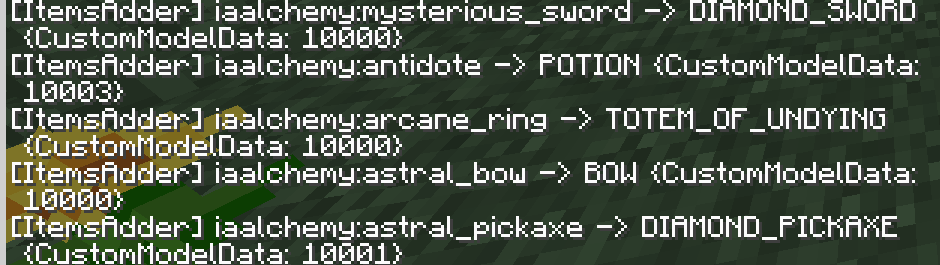 [ItemsAdder] iaalchemy:mysterious_sword -> DIAMOND_SWORD
{CustomModelData: 10000}
[ItemsAdder] iaalchemy:antidote -> POTION {CustomModelData:
10003}
[ItemsAdder] iaalchemy:arcane_ring -> TOTEM_OF_UNDYING
{CustomModelData: 10000}
[ItemsAdder] iaalchemy:astral_bow -> BOW {CustomModelData:
10000}
[ItemsAdder] iaalchemy:astral_pickaxe -> DIAMOND_PICKAXE
{CustomModelData: 10001}